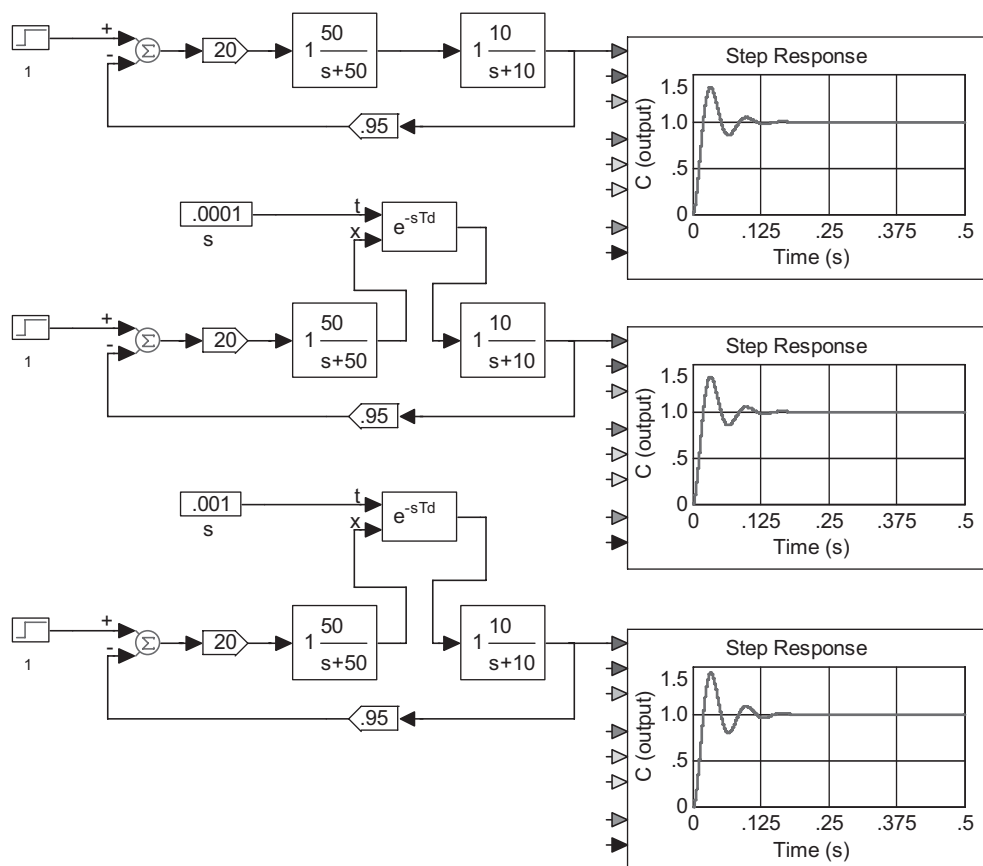 +
-
Σ
1
20
1 50
s+50
1 10
s+10
.95
Step Response
C (output)
1.5
1.0
.5
0
0 .125 .25 .375 .5
Time (s)
.0001
s
t
x
e-sTd
+
-
Σ
1
20
1 50
s+50
1 10
s+10
.95
Step Response
C (output)
1.5
1.0
.5
0
0 .125 .25 .375 .5
Time (s)
.001
s
t
x
e-sTd
+
-
Σ
1
20
1 50
s+50
1 10
s+10
.95
Step Response
C (output)
1.5
1.0
.5
0
0 .125 .25 .375 .5
Time (s)